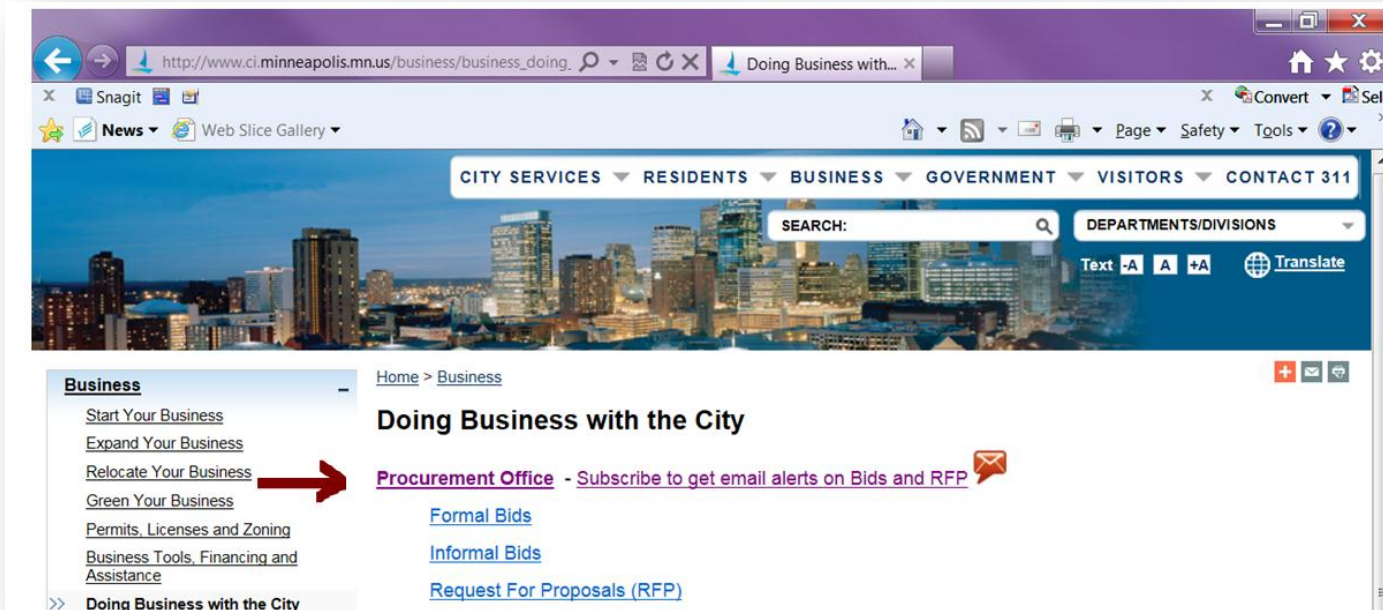 http://www.ci.minneapolis.mn.us/business/business_doing_
Doing Business with... ×
x Snagit
x Convert Sel
News Web Slice Gallery
Page Safety Tools
CITY SERVICES RESIDENTS BUSINESS GOVERNMENT VISITORS CONTACT 311
SEARCH: DEPARTMENTS/DIVISIONS
Text -A A +A Translate
Business
Start Your Business
Expand Your Business
Relocate Your Business
Green Your Business
Permits, Licenses and Zoning
Business Tools, Financing and
Assistance
>> Doing Business with the City
Home > Business
Doing Business with the City
Procurement Office - Subscribe to get email alerts on Bids and RFP
Formal Bids
Informal Bids
Request For Proposals (RFP)